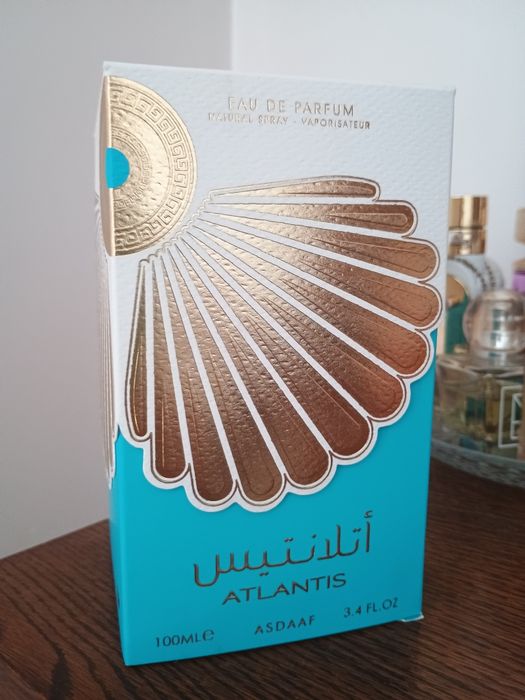 EAU DE PARFUM
NATURAL SPRAY - VAPORISATEUR
أتلانتيس
ATLANTIS
100ML℮ ASDAAF 3.4 FL.OZ